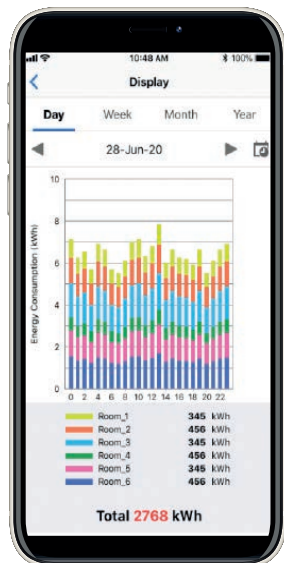 10:48 AM 100%
Display
Day Week Month Year
28-Jun-20
Energy Consumption (kWh)
10
8
6
4
2
0
0 2 4 6 8 10 12 14 16 18 20 22
Room_1 345 kWh
Room_2 456 kWh
Room_3 345 kWh
Room_4 456 kWh
Room_5 345 kWh
Room_6 456 kWh
Total 2768 kWh